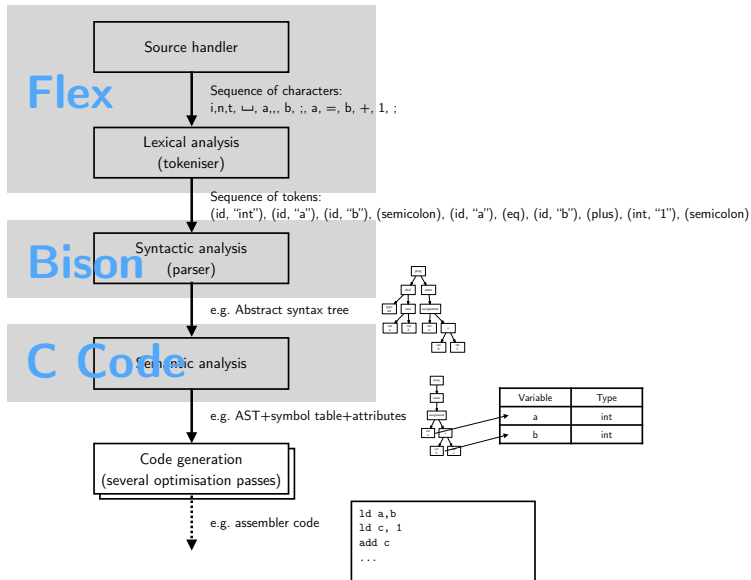 Source handler
Flex
Sequence of characters:
i,n,t, ⌴, a,,, b, ;, a, =, b, +, 1, ;
Lexical analysis
(tokeniser)
Sequence of tokens:
(id, “int”), (id, “a”), (id, “b”), (semicolon), (id, “a”), (eq), (id, “b”), (plus), (int, “1”), (semicolon)
Bison
Syntactic analysis
(parser)
e.g. Abstract syntax tree
C Code
Semantic analysis
e.g. AST+symbol table+attributes
Variable Type
a int
b int
Code generation
(several optimisation passes)
e.g. assembler code
ld a,b
ld c, 1
add c
...